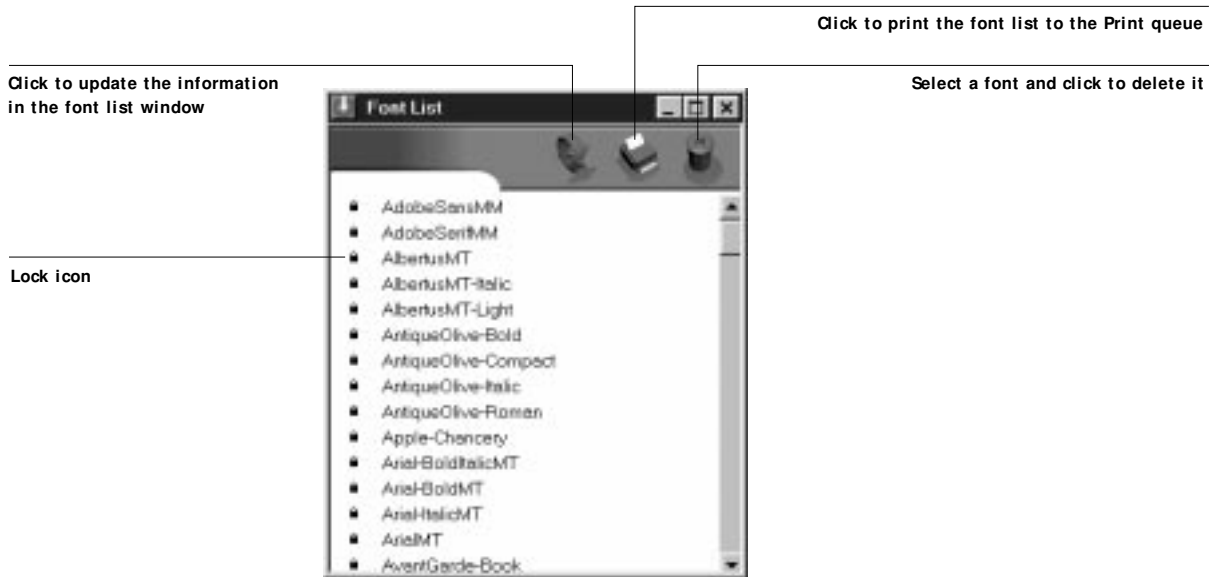 Click to print the font list to the Print queue
Click to update the information
in the font list window
Select a font and click to delete it
Font List
Lock icon
AdobeSansMM
AdobeSerifMM
AlbertusMT
AlbertusMT-Italic
AlbertusMT-Light
AntiqueOlive-Bold
AntiqueOlive-Compact
AntiqueOlive-Italic
AntiqueOlive-Roman
Apple-Chancery
Arial-BoldItalicMT
Arial-BoldMT
Arial-ItalicMT
ArialMT
AvantGarde-Book